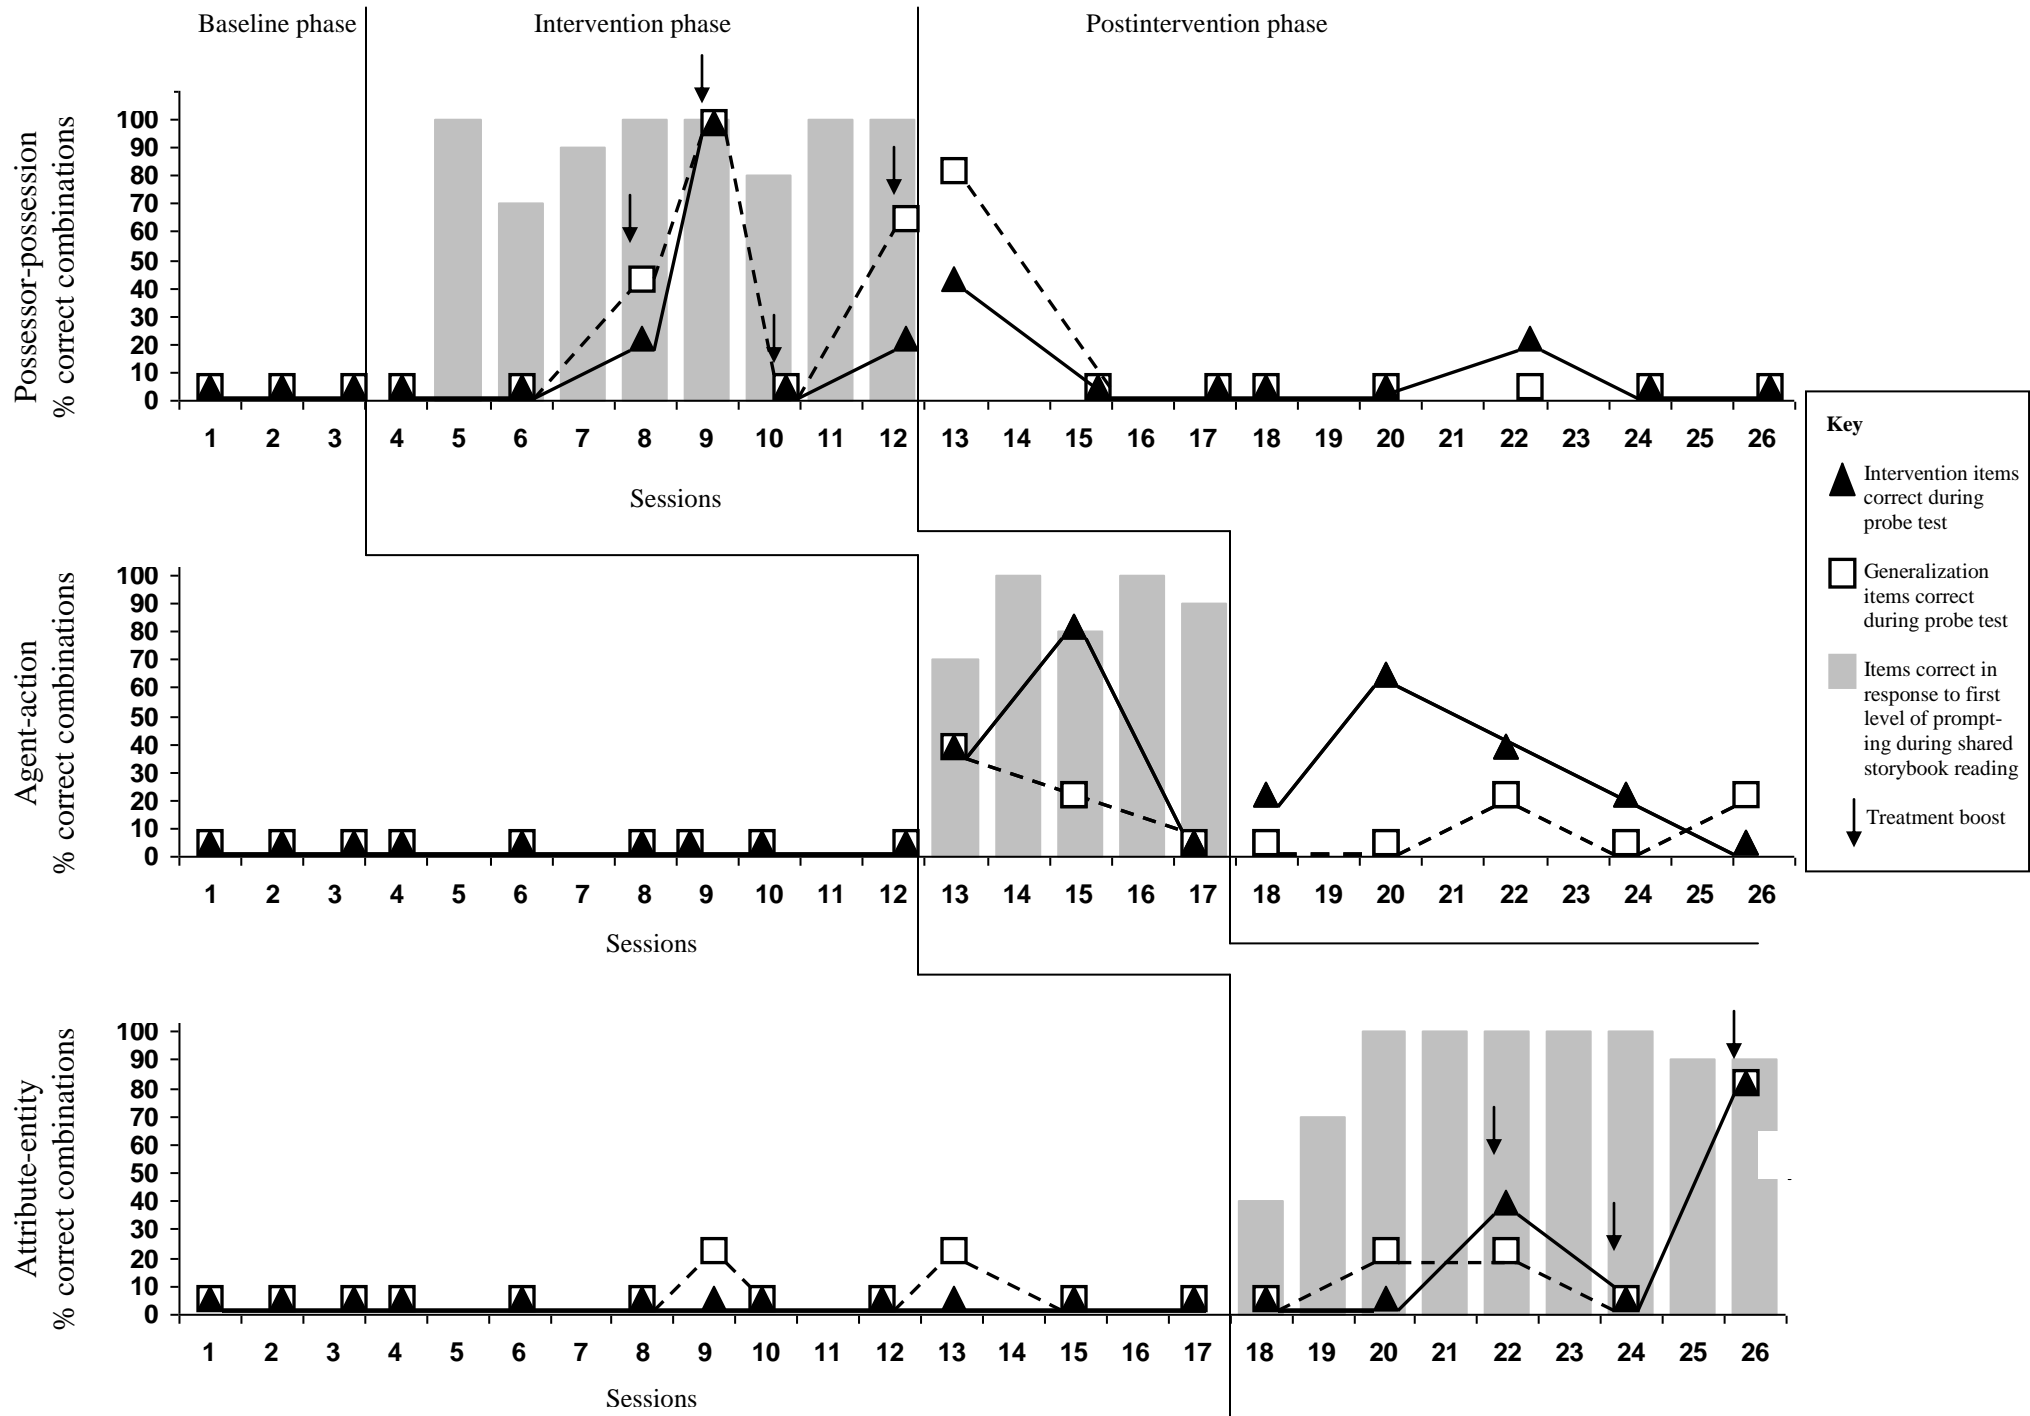 Baseline phase Intervention phase Postintervention phase
Possessor-possession
% correct combinations
100
90
80
70
60
50
40
30
20
10
0
1 2 3 4 5 6 7 8 9 10 11 12 13 14 15 16 17 18 19 20 21 22 23 24 25 26
Sessions
Key
Intervention items
correct during
probe test
Generalization
items correct
during probe test
Items correct in
response to first
level of prompt-
ing during shared
storybook reading
Treatment boost
Agent-action
% correct combinations
100
90
80
70
60
50
40
30
20
10
0
1 2 3 4 5 6 7 8 9 10 11 12 13 14 15 16 17 18 19 20 21 22 23 24 25 26
Sessions
Attribute-entity
% correct combinations
100
90
80
70
60
50
40
30
20
10
0
1 2 3 4 5 6 7 8 9 10 11 12 13 14 15 16 17 18 19 20 21 22 23 24 25 26
Sessions